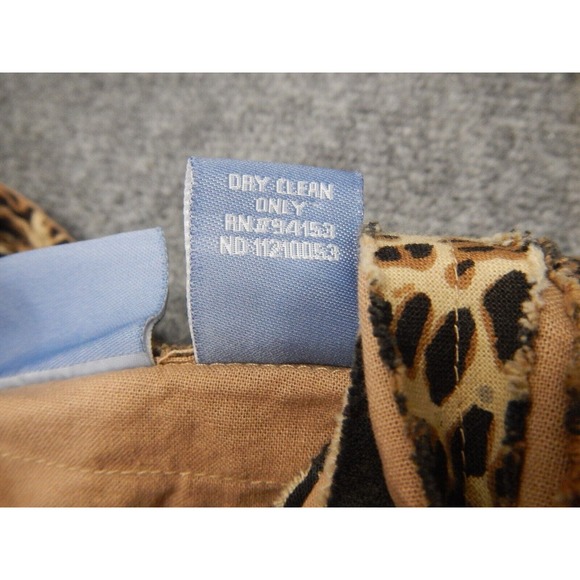 DRY CLEAN
ONLY
RN#94153
ND 11210053